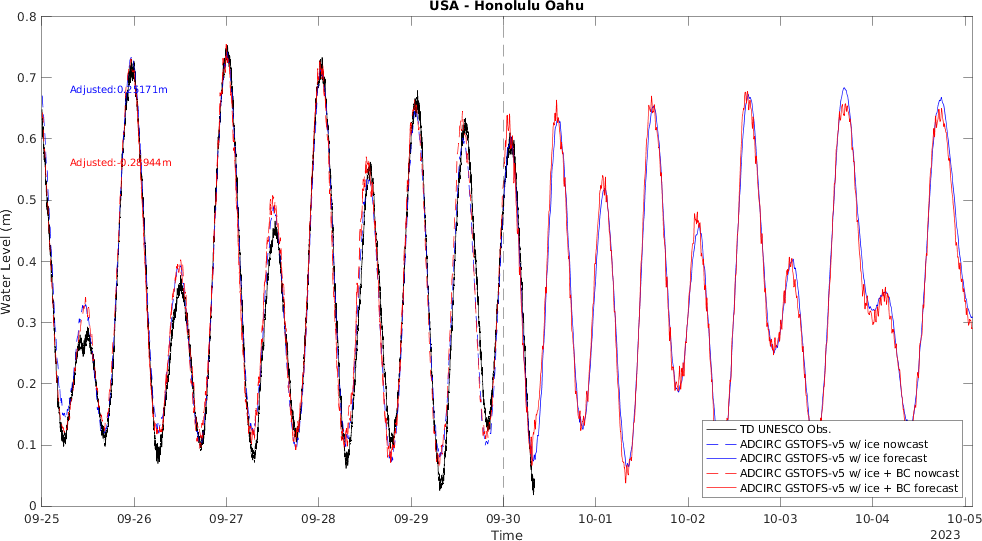 USA - Honolulu Oahu
0.8
0.7
0.6
0.5
0.4
0.3
0.2
0.1
0
Water Level (m)
Adjusted:0.25171m
Adjusted:-0.28944m
TD UNESCO Obs.
ADCIRC GSTOFS-v5 w/ ice nowcast
ADCIRC GSTOFS-v5 w/ ice forecast
ADCIRC GSTOFS-v5 w/ ice + BC nowcast
ADCIRC GSTOFS-v5 w/ ice + BC forecast
09-25 09-26 09-27 09-28 09-29 09-30 10-01 10-02 10-03 10-04 10-05
Time
2023